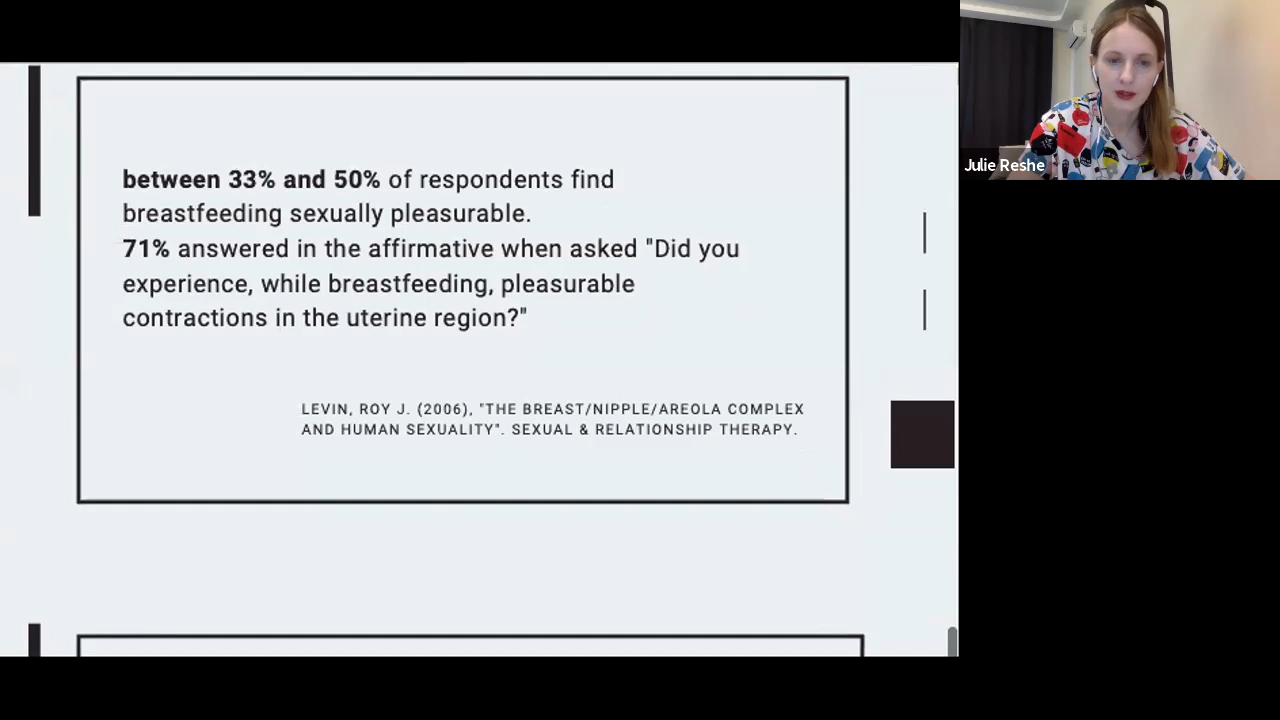 between 33% and 50% of respondents find
breastfeeding sexually pleasurable.
71% answered in the affirmative when asked "Did you
experience, while breastfeeding, pleasurable
contractions in the uterine region?"
LEVIN, ROY J. (2006), "THE BREAST/NIPPLE/AREOLA COMPLEX
AND HUMAN SEXUALITY". SEXUAL & RELATIONSHIP THERAPY.
Julie Reshe